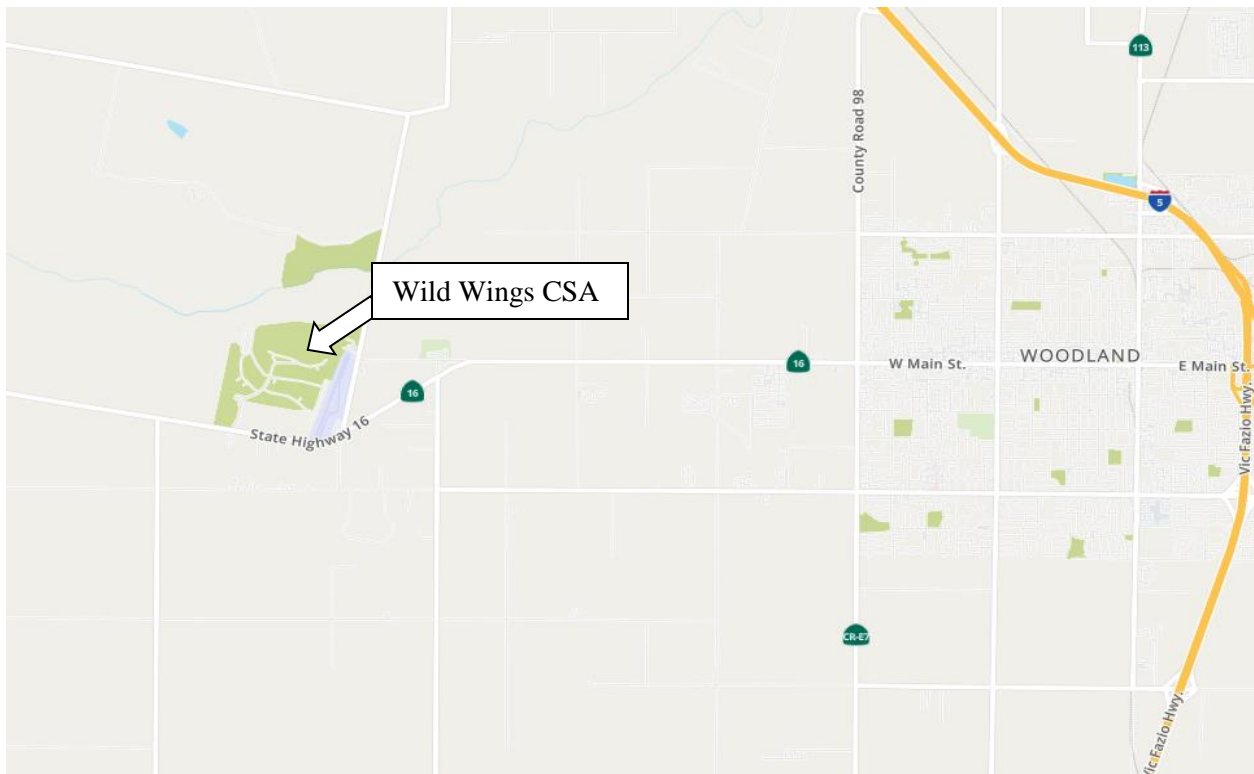 113
County Road 98
5
Wild Wings CSA
16
W Main St.
WOODLAND
E Main St.
16
State Highway 16
Vic Fazio Hwy.
CR-E7
Vic Fazio Hwy.